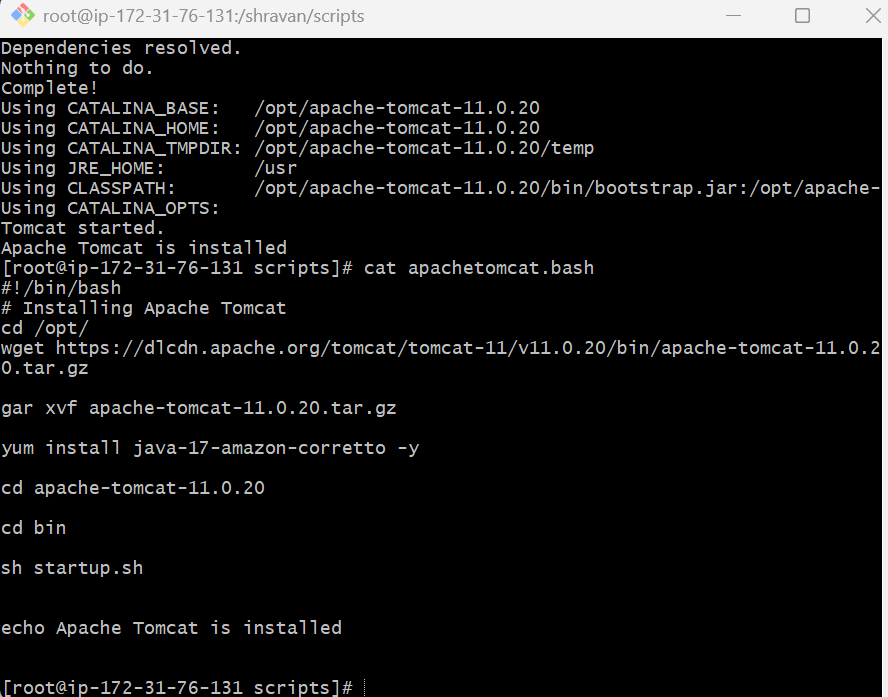 root@ip-172-31-76-131:/shravan/scripts
Dependencies resolved.
Nothing to do.
Complete!
Using CATALINA_BASE:   /opt/apache-tomcat-11.0.20
Using CATALINA_HOME:   /opt/apache-tomcat-11.0.20
Using CATALINA_TMPDIR: /opt/apache-tomcat-11.0.20/temp
Using JRE_HOME:        /usr
Using CLASSPATH:       /opt/apache-tomcat-11.0.20/bin/bootstrap.jar:/opt/apache-
Using CATALINA_OPTS:
Tomcat started.
Apache Tomcat is installed
[root@ip-172-31-76-131 scripts]# cat apachetomcat.bash
#!/bin/bash
# Installing Apache Tomcat
cd /opt/
wget https://dlcdn.apache.org/tomcat/tomcat-11/v11.0.20/bin/apache-tomcat-11.0.2
0.tar.gz
gar xvf apache-tomcat-11.0.20.tar.gz
yum install java-17-amazon-corretto -y
cd apache-tomcat-11.0.20
cd bin
sh startup.sh
echo Apache Tomcat is installed
[root@ip-172-31-76-131 scripts]#